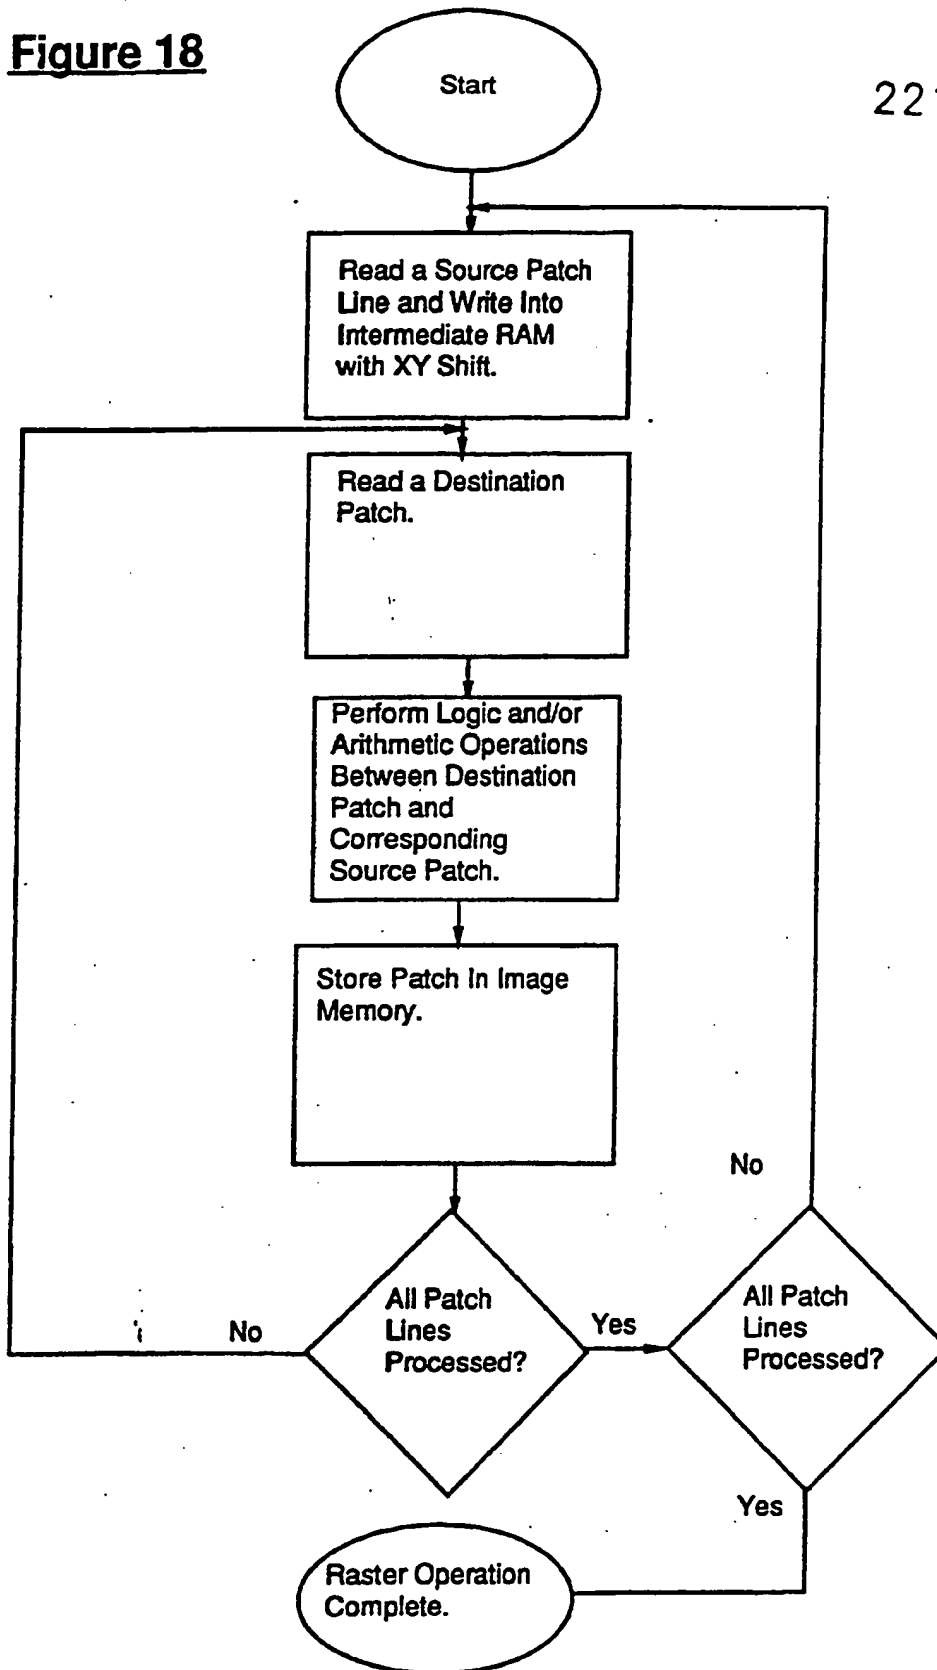 Figure 18
Start
22
Read a Source Patch
Line and Write Into
Intermediate RAM
with XY Shift.
Read a Destination
Patch.
Perform Logic and/or
Arithmetic Operations
Between Destination
Patch and
Corresponding
Source Patch.
Store Patch In Image
Memory.
No
All Patch
Lines
Processed?
Yes
No
All Patch
Lines
Processed?
Yes
Raster Operation
Complete.